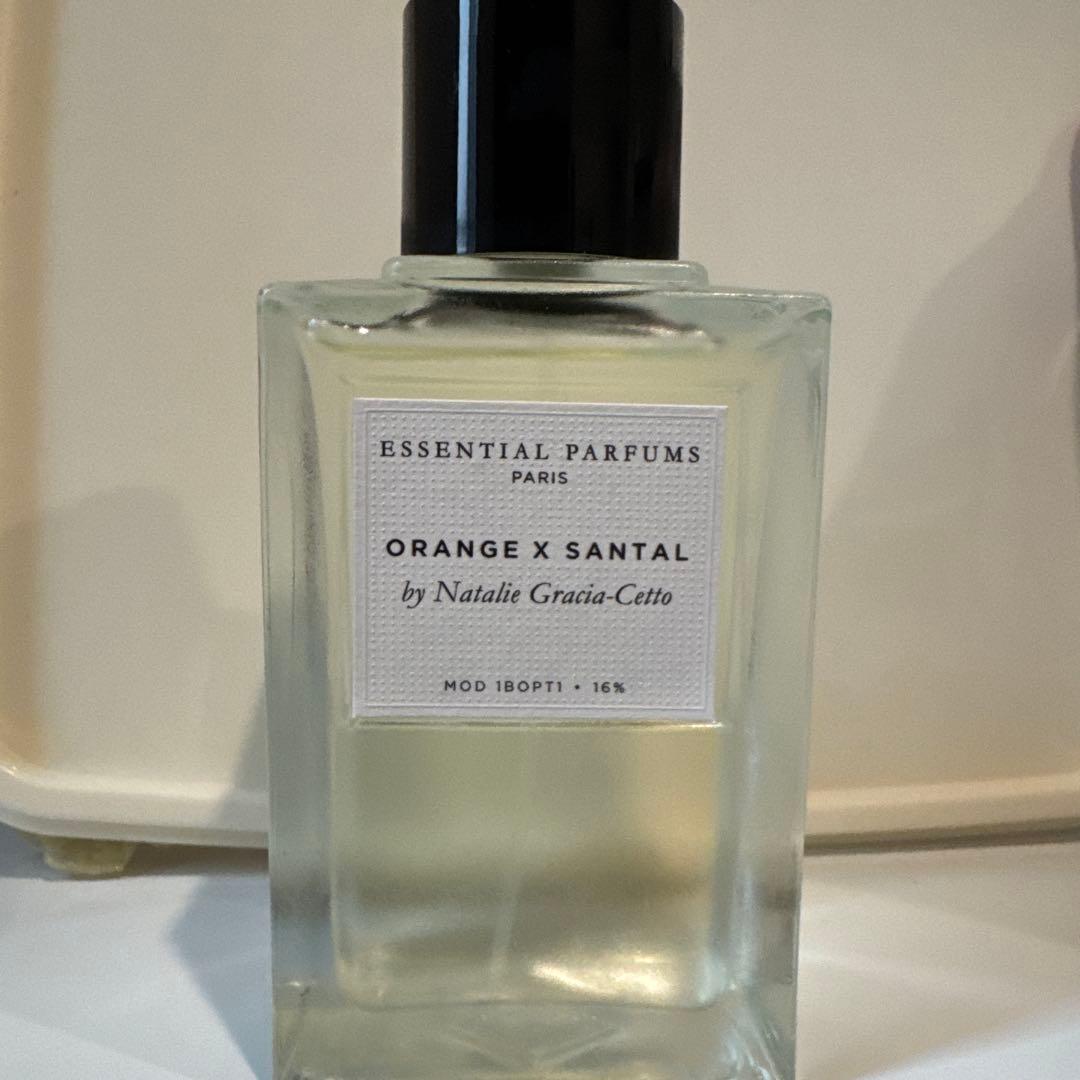 ESSENTIAL PARFUMS
PARIS
ORANGE X SANTAL
by Natalie Gracia-Cetto
MOD 1BOPT1 • 16%